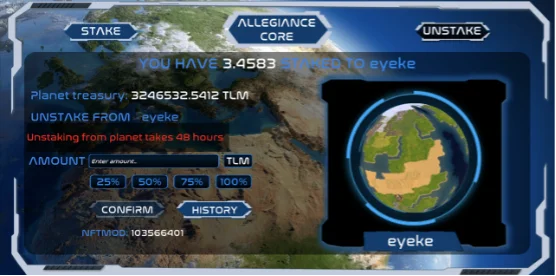 STAKE
ALLEGIANCE
CORE
UNSTAKE
YOU HAVE 3.4583 STAKED TO eyeke
Planet treasury: 3246532.5412 TLM
UNSTAKE FROM eyeke
Unstaking from planet takes 48 hours
AMOUNT Enter amount.. TLM
25% 50% 75% 100%
CONFIRM HISTORY
NFTMOD: 103566401
eyeke